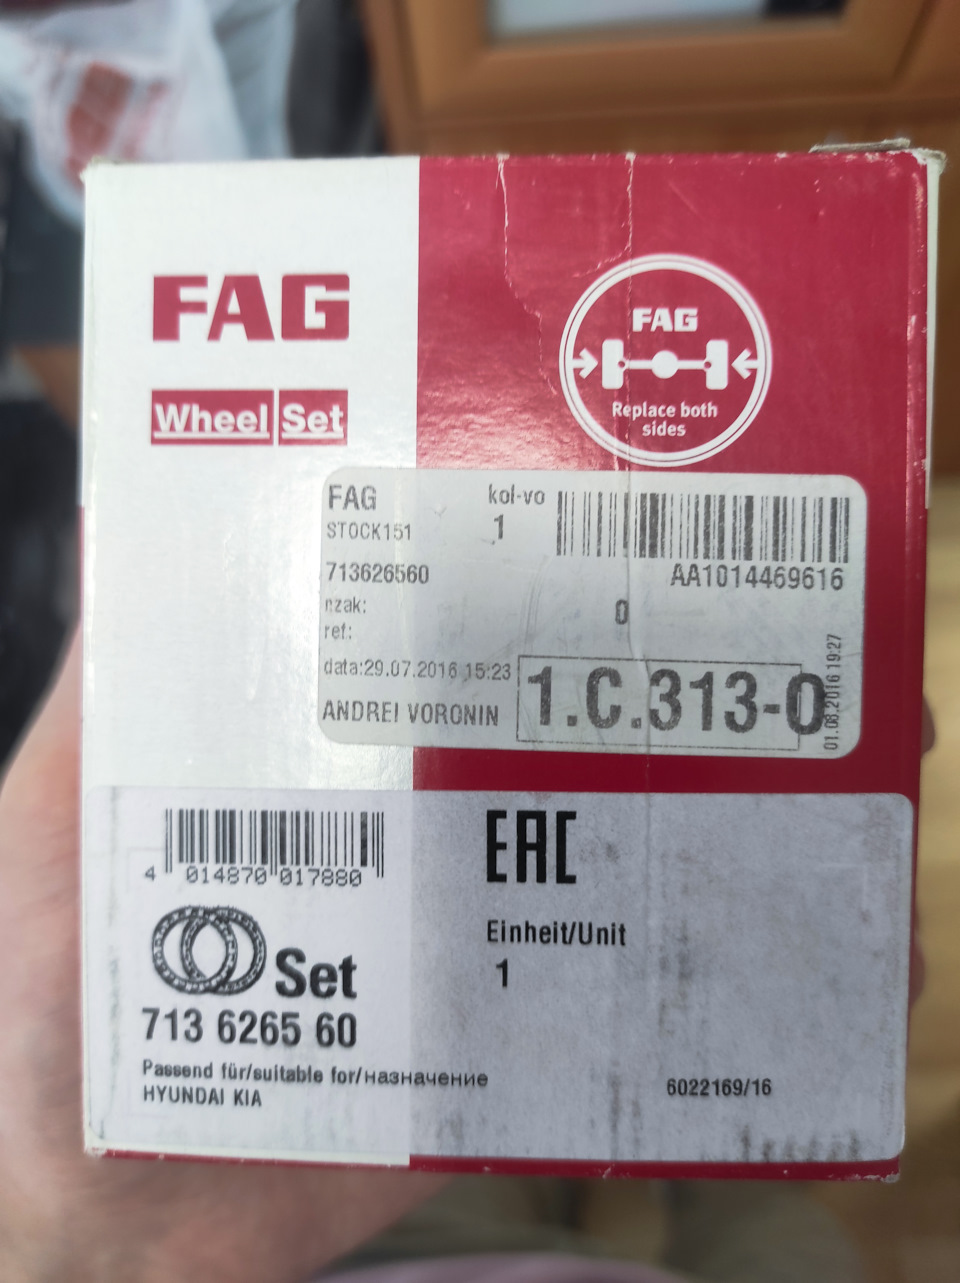 FAG
Wheel Set
FAG
Replace both
sides
FAG
kol-vo
STOCK151
1
713626560
AA1014469616
nzak:
0
ref:
data:29.07.2016 15:23
1.C.313-0
01.08.2016 19:27
ANDREI VORONIN
4 014870 017880
EAC
Einheit/Unit
1
Set
713 6265 60
Passend für/suitable for/назначение
HYUNDAI KIA
6022169/16